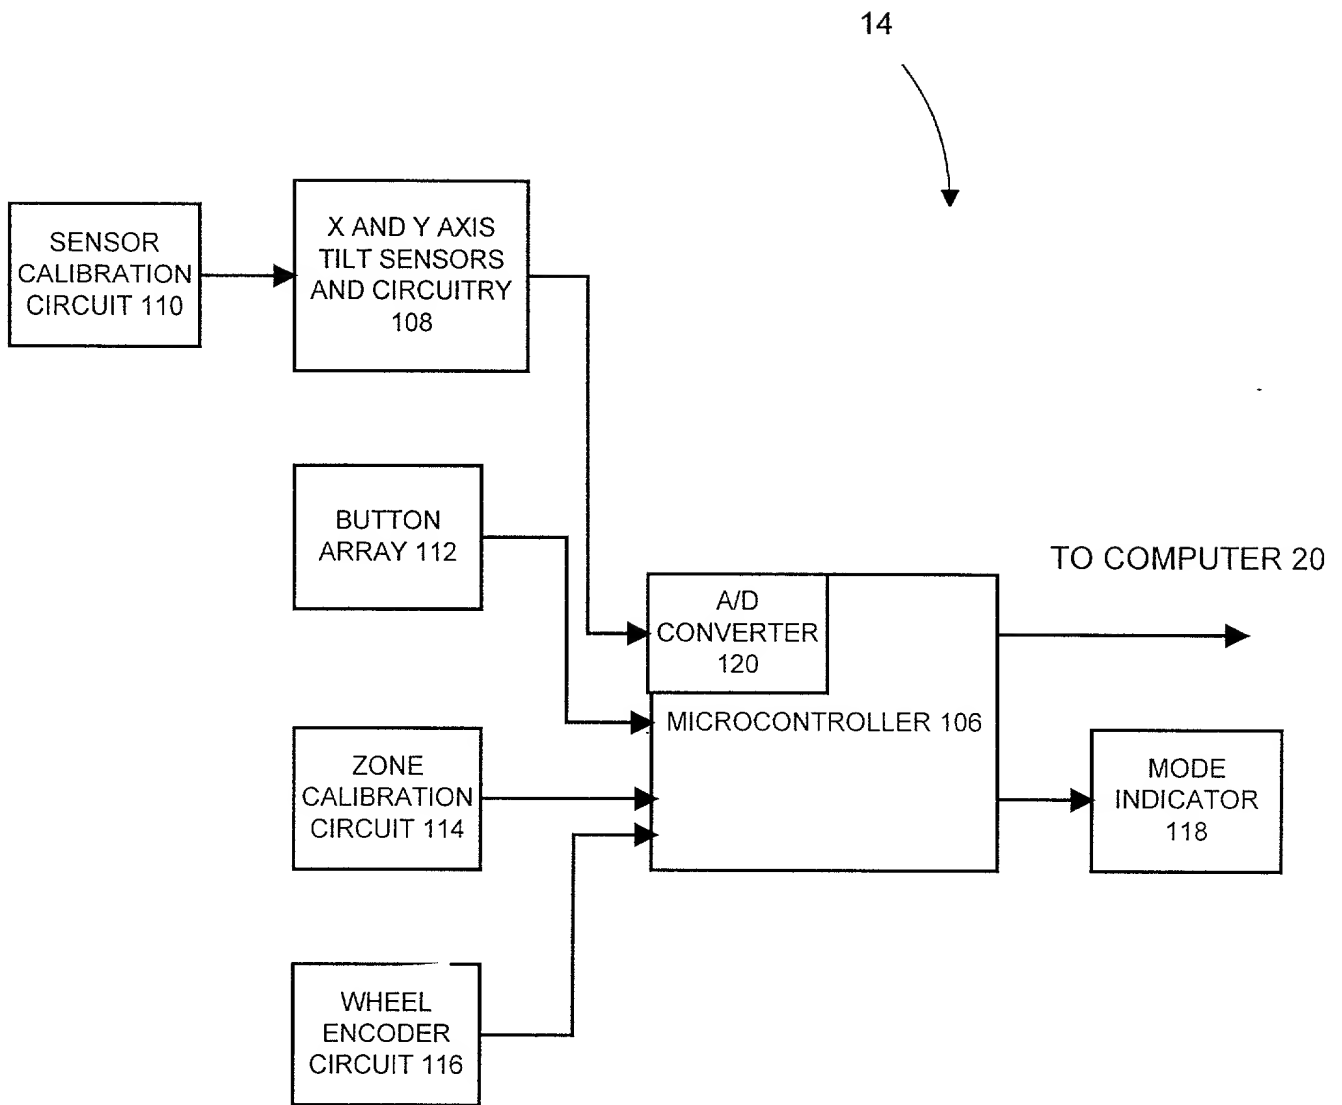 14
SENSOR
CALIBRATION
CIRCUIT 110
X AND Y AXIS
TILT SENSORS
AND CIRCUITRY
108
BUTTON
ARRAY 112
TO COMPUTER 20
A/D
CONVERTER
120
MICROCONTROLLER 106
ZONE
CALIBRATION
CIRCUIT 114
MODE
INDICATOR
118
WHEEL
ENCODER
CIRCUIT 116